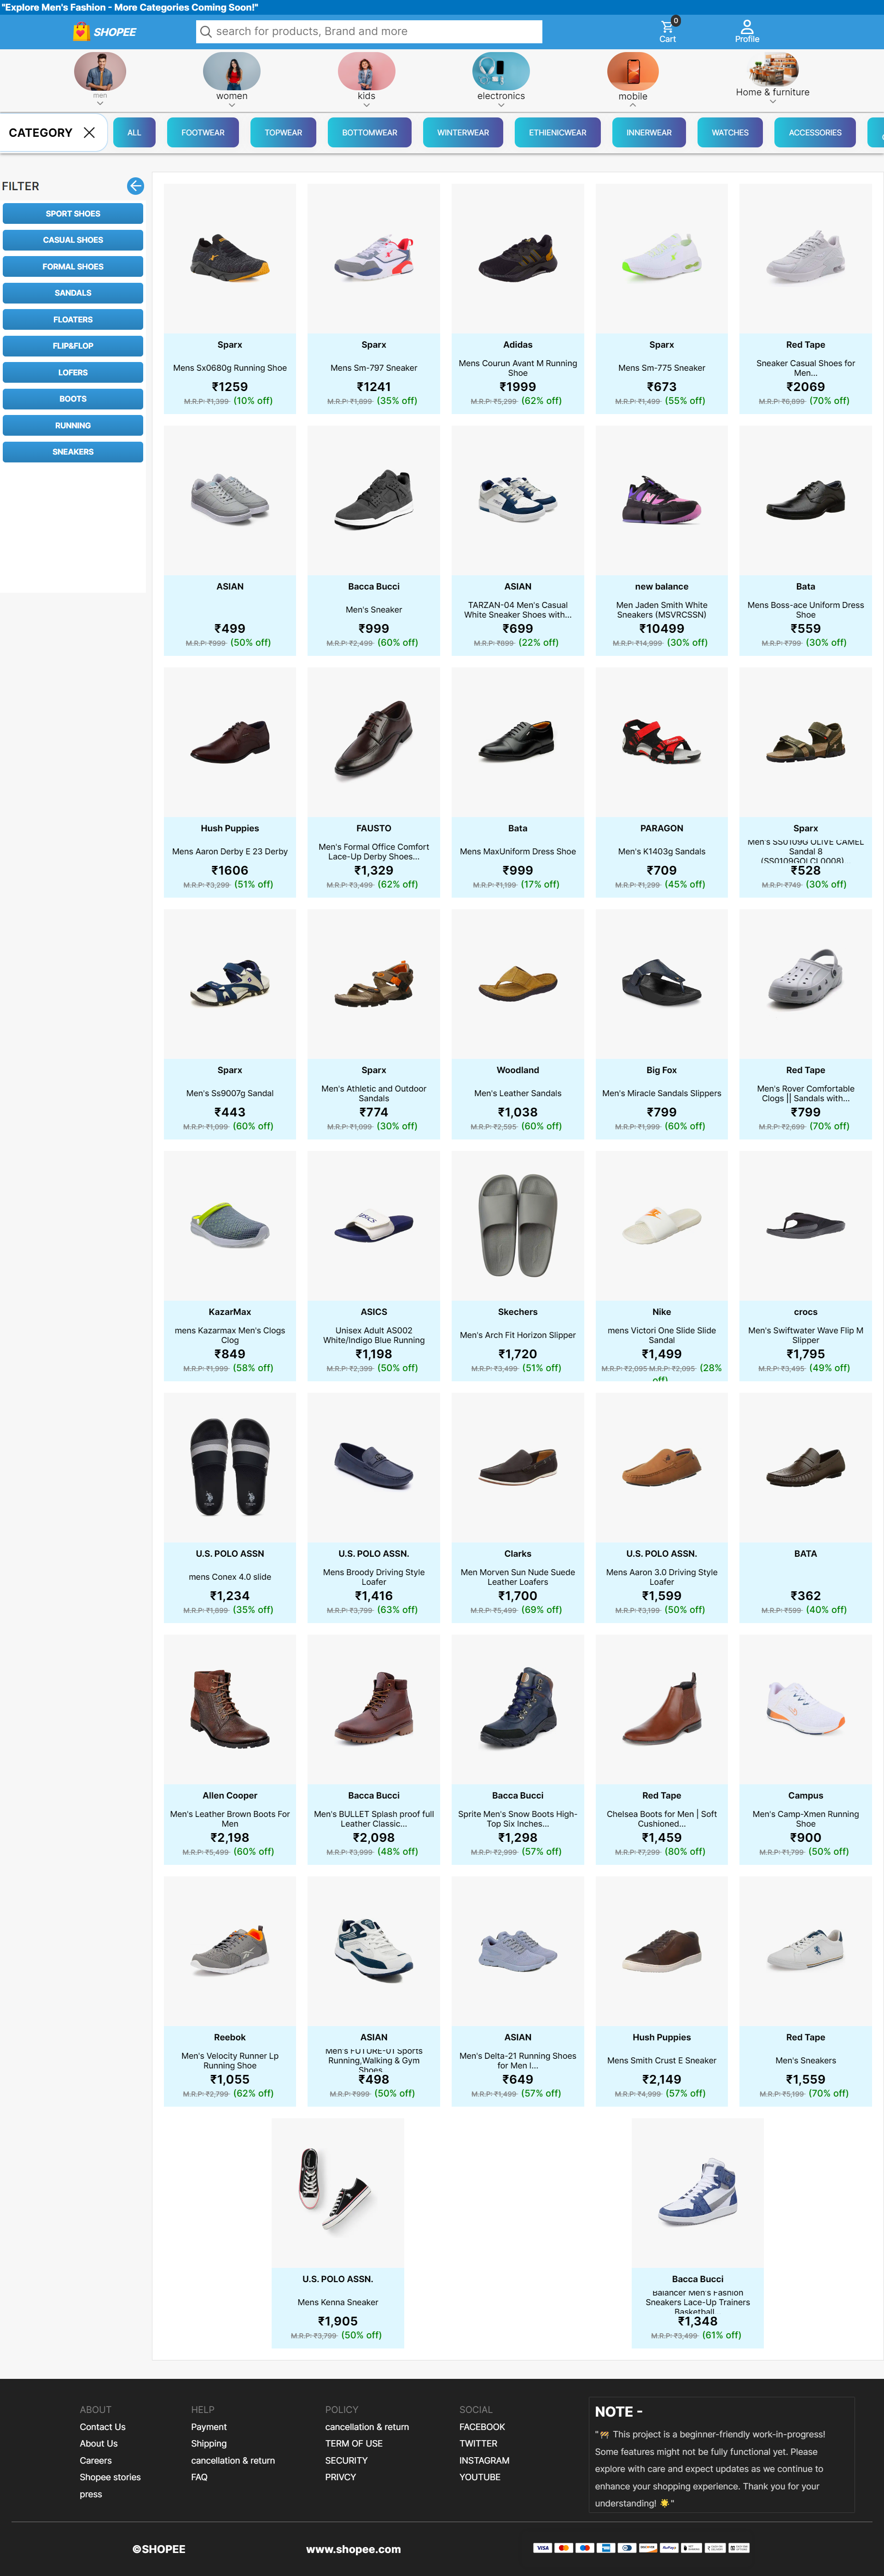 "Explore Men's Fashion - More Categories Coming Soon!"
SHOPEE
search for products, Brand and more
0
Cart
Profile
men
women
kids
electronics
mobile
Home & furniture
CATEGORY
ALL
FOOTWEAR
TOPWEAR
BOTTOMWEAR
WINTERWEAR
ETHIENICWEAR
INNERWEAR
WATCHES
ACCESSORIES
FILTER
SPORT SHOES
CASUAL SHOES
FORMAL SHOES
SANDALS
FLOATERS
FLIP&FLOP
LOFERS
BOOTS
RUNNING
SNEAKERS
Sparx
Mens Sx0680g Running Shoe
₹1259
M.R.P: ₹1,399 (10% off)
Sparx
Mens Sm-797 Sneaker
₹1241
M.R.P: ₹1,899 (35% off)
Adidas
Mens Courun Avant M Running
Shoe
₹1999
M.R.P: ₹5,299 (62% off)
Sparx
Mens Sm-775 Sneaker
₹673
M.R.P: ₹1,499 (55% off)
Red Tape
Sneaker Casual Shoes for
Men...
₹2069
M.R.P: ₹6,899 (70% off)
ASIAN
₹499
M.R.P: ₹999 (50% off)
Bacca Bucci
Men's Sneaker
₹999
M.R.P: ₹2,499 (60% off)
ASIAN
TARZAN-04 Men's Casual
White Sneaker Shoes with...
₹699
M.R.P: ₹899 (22% off)
new balance
Men Jaden Smith White
Sneakers (MSVRCSSN)
₹10499
M.R.P: ₹14,999 (30% off)
Bata
Mens Boss-ace Uniform Dress
Shoe
₹559
M.R.P: ₹799 (30% off)
Hush Puppies
Mens Aaron Derby E 23 Derby
₹1606
M.R.P: ₹3,299 (51% off)
FAUSTO
Men's Formal Office Comfort
Lace-Up Derby Shoes...
₹1,329
M.R.P: ₹3,499 (62% off)
Bata
Mens MaxUniform Dress Shoe
₹999
M.R.P: ₹1,199 (17% off)
PARAGON
Men's K1403g Sandals
₹709
M.R.P: ₹1,299 (45% off)
Sparx
Men's SS0109G OLIVE CAMEL
Sandal 8
(SS0109GOLCL0008)
₹528
M.R.P: ₹749 (30% off)
Sparx
Men's Ss9007g Sandal
₹443
M.R.P: ₹1,099 (60% off)
Sparx
Men's Athletic and Outdoor
Sandals
₹774
M.R.P: ₹1,099 (30% off)
Woodland
Men's Leather Sandals
₹1,038
M.R.P: ₹2,595 (60% off)
Big Fox
Men's Miracle Sandals Slippers
₹799
M.R.P: ₹1,999 (60% off)
Red Tape
Men's Rover Comfortable
Clogs || Sandals with...
₹799
M.R.P: ₹2,699 (70% off)
KazarMax
mens Kazarmax Men's Clogs
Clog
₹849
M.R.P: ₹1,999 (58% off)
ASICS
Unisex Adult AS002
White/Indigo Blue Running
₹1,198
M.R.P: ₹2,399 (50% off)
Skechers
Men's Arch Fit Horizon Slipper
₹1,720
M.R.P: ₹3,499 (51% off)
Nike
mens Victori One Slide Slide
Sandal
₹1,499
M.R.P: ₹2,095 M.R.P: ₹2,095 (28%
off)
crocs
Men's Swiftwater Wave Flip M
Slipper
₹1,795
M.R.P: ₹3,495 (49% off)
U.S. POLO ASSN
mens Conex 4.0 slide
₹1,234
M.R.P: ₹1,899 (35% off)
U.S. POLO ASSN.
Mens Broody Driving Style
Loafer
₹1,416
M.R.P: ₹3,799 (63% off)
Clarks
Men Morven Sun Nude Suede
Leather Loafers
₹1,700
M.R.P: ₹5,499 (69% off)
U.S. POLO ASSN.
Mens Aaron 3.0 Driving Style
Loafer
₹1,599
M.R.P: ₹3,199 (50% off)
BATA
₹362
M.R.P: ₹599 (40% off)
Allen Cooper
Men's Leather Brown Boots For
Men
₹2,198
M.R.P: ₹5,499 (60% off)
Bacca Bucci
Men's BULLET Splash proof full
Leather Classic...
₹2,098
M.R.P: ₹3,999 (48% off)
Bacca Bucci
Sprite Men's Snow Boots High-
Top Six Inches...
₹1,298
M.R.P: ₹2,999 (57% off)
Red Tape
Chelsea Boots for Men | Soft
Cushioned...
₹1,459
M.R.P: ₹7,299 (80% off)
Campus
Men's Camp-Xmen Running
Shoe
₹900
M.R.P: ₹1,799 (50% off)
Reebok
Men's Velocity Runner Lp
Running Shoe
₹1,055
M.R.P: ₹2,799 (62% off)
ASIAN
Men's FUTURE-01 Sports
Running,Walking & Gym
Shoes
₹498
M.R.P: ₹999 (50% off)
ASIAN
Men's Delta-21 Running Shoes
for Men I...
₹649
M.R.P: ₹1,499 (57% off)
Hush Puppies
Mens Smith Crust E Sneaker
₹2,149
M.R.P: ₹4,999 (57% off)
Red Tape
Men's Sneakers
₹1,559
M.R.P: ₹5,199 (70% off)
U.S. POLO ASSN.
Mens Kenna Sneaker
₹1,905
M.R.P: ₹3,799 (50% off)
Bacca Bucci
Balancer Men's Fashion
Sneakers Lace-Up Trainers
Basketball
₹1,348
M.R.P: ₹3,499 (61% off)
ABOUT
Contact Us
About Us
Careers
Shopee stories
press
HELP
Payment
Shipping
cancellation & return
FAQ
POLICY
cancellation & return
TERM OF USE
SECURITY
PRIVCY
SOCIAL
FACEBOOK
TWITTER
INSTAGRAM
YOUTUBE
NOTE -
"🚧 This project is a beginner-friendly work-in-progress!
Some features might not be fully functional yet. Please
explore with care and expect updates as we continue to
enhance your shopping experience. Thank you for your
understanding! 🌟"
©SHOPEE
www.shopee.com
VISA